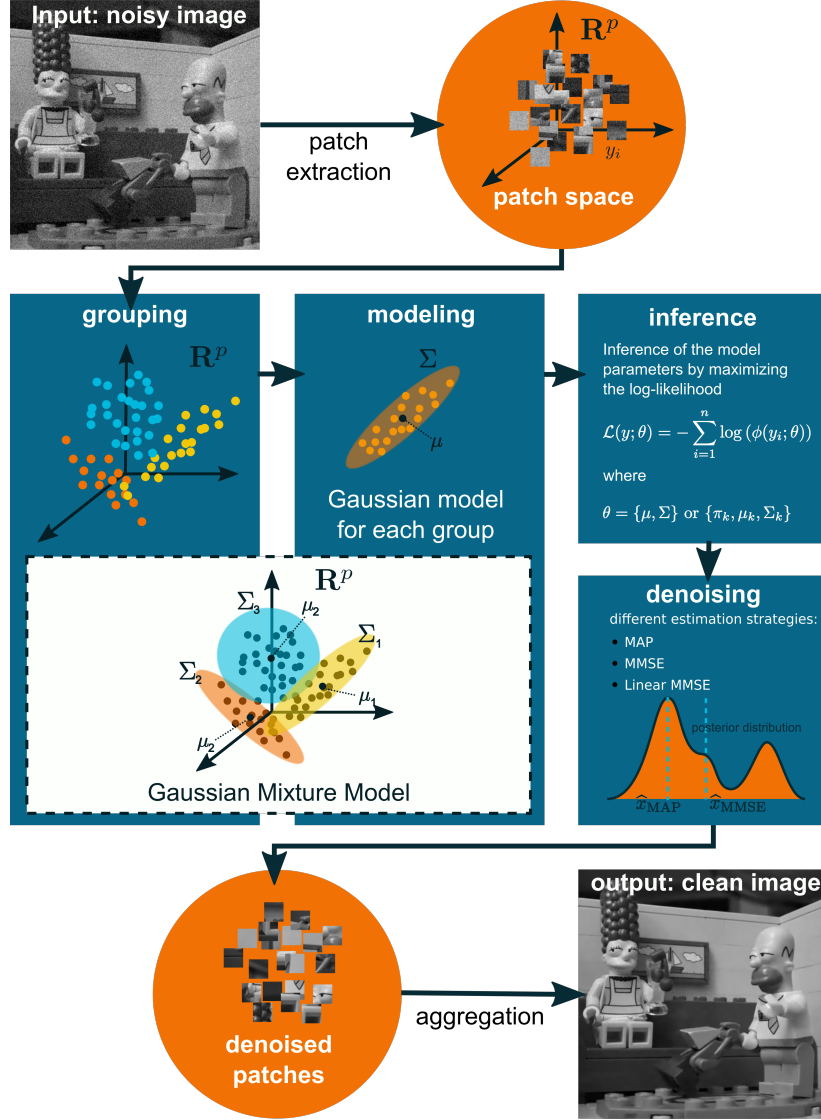 Input: noisy image
patch
extraction
R^p
y_i
patch space
grouping
R^p
modeling
Σ
μ
Gaussian model
for each group
inference
Inference of the model
parameters by maximizing
the log-likelihood
ℒ(y;θ) = −∑_{i=1}^{n} log (ϕ(y_i;θ))
where
θ = {μ, Σ} or {π_k, μ_k, Σ_k}
R^p
Σ_3
μ_2
Σ_1
Σ_2
μ_1
μ_2
Gaussian Mixture Model
denoising
different estimation strategies:
• MAP
• MMSE
• Linear MMSE
posterior distribution
x̂_MAP
x̂_MMSE
denoised
patches
aggregation
output: clean image